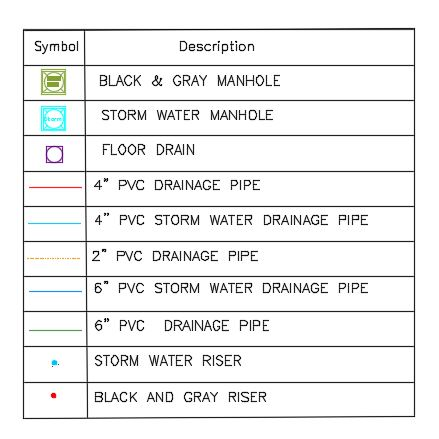 Symbol Description
BLACK & GRAY MANHOLE
STORM WATER MANHOLE
FLOOR DRAIN
4" PVC DRAINAGE PIPE
4" PVC STORM WATER DRAINAGE PIPE
2" PVC DRAINAGE PIPE
6" PVC STORM WATER DRAINAGE PIPE
6" PVC DRAINAGE PIPE
STORM WATER RISER
BLACK AND GRAY RISER